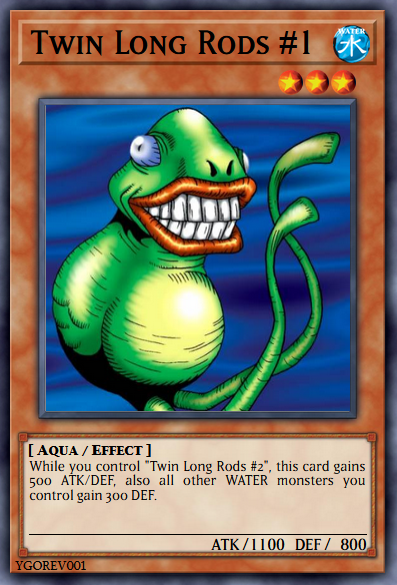 Twin Long Rods #1
WATER
水
[ Aqua / Effect ]
While you control "Twin Long Rods #2", this card gains
500 ATK/DEF, also all other WATER monsters you
control gain 300 DEF.
ATK/1100 DEF/ 800
YGOREV001